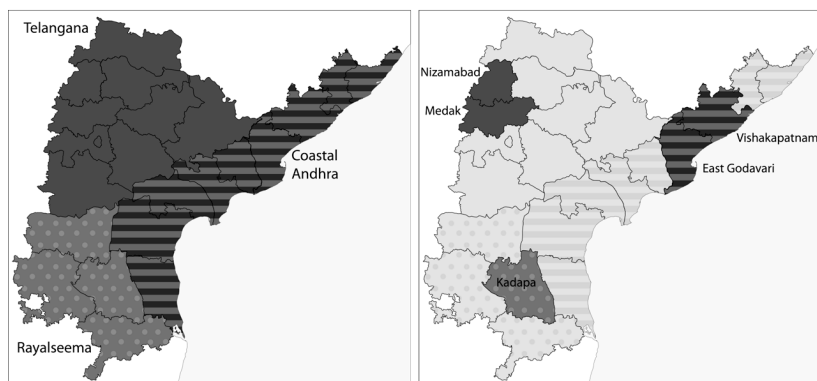 Telangana
Coastal
Andhra
Rayalseema
Nizamabad
Medak
Vishakapatnam
East Godavari
Kadapa